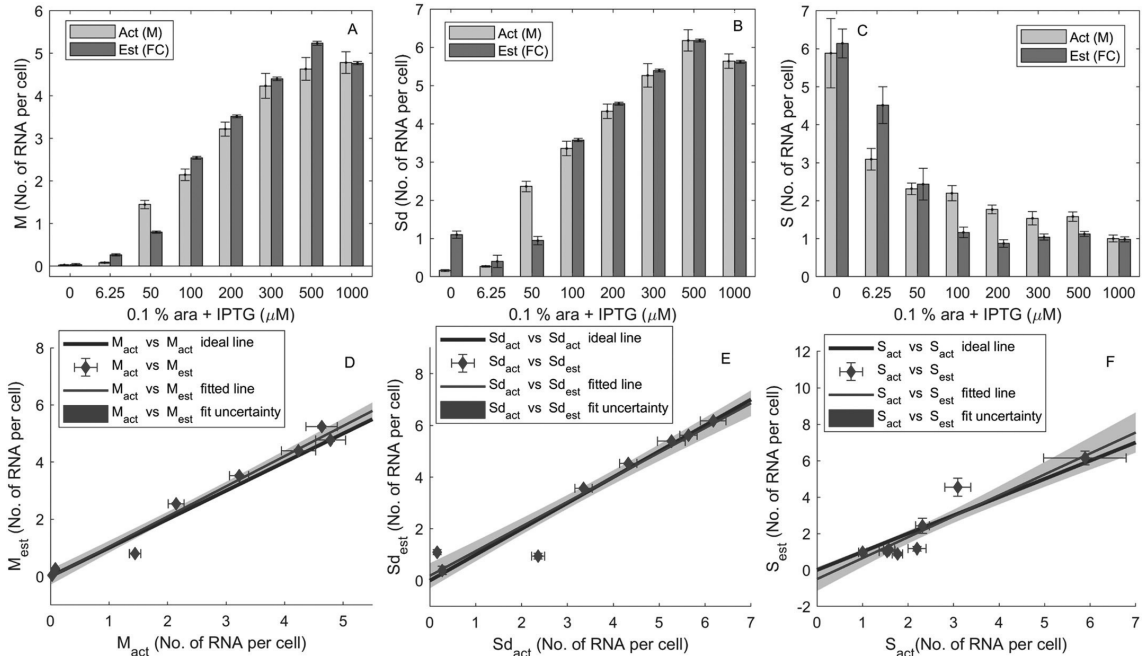 A
Act (M)
Est (FC)
M (No. of RNA per cell)
6
5
4
3
2
1
0
0 6.25 50 100 200 300 500 1000
0.1 % ara + IPTG (μM)
B
Act (M)
Est (FC)
Sd (No. of RNA per cell)
7
6
5
4
3
2
1
0
0 6.25 50 100 200 300 500 1000
0.1 % ara + IPTG (μM)
C
Act (M)
Est (FC)
S (No. of RNA per cell)
7
6
5
4
3
2
1
0
0 6.25 50 100 200 300 500 1000
0.1 % ara + IPTG (μM)
D
M_act vs M_act ideal line
M_act vs M_est
M_act vs M_est fitted line
M_act vs M_est fit uncertainty
M_est (No. of RNA per cell)
8
6
4
2
0
0 1 2 3 4 5
M_act (No. of RNA per cell)
E
Sd_act vs Sd_act ideal line
Sd_act vs Sd_est
Sd_act vs Sd_est fitted line
Sd_act vs Sd_est fit uncertainty
Sd_est (No. of RNA per cell)
10
8
6
4
2
0
0 1 2 3 4 5 6 7
Sd_act (No. of RNA per cell)
F
S_act vs S_act ideal line
S_act vs S_est
S_act vs S_est fitted line
S_act vs S_est fit uncertainty
S_est (No. of RNA per cell)
12
10
8
6
4
2
0
-2
0 1 2 3 4 5 6 7
S_act (No. of RNA per cell)